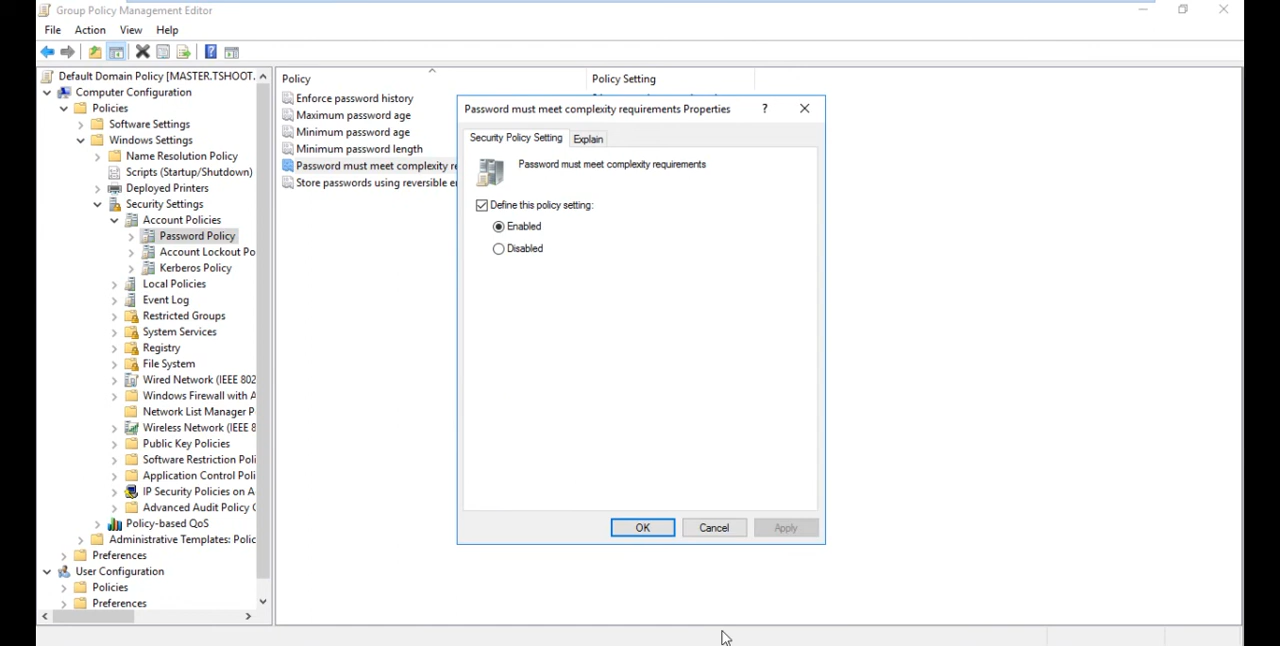 Group Policy Management Editor
File Action View Help
Default Domain Policy [MASTER.TSHOOT.
Computer Configuration
Policies
Software Settings
Windows Settings
Name Resolution Policy
Scripts (Startup/Shutdown)
Deployed Printers
Security Settings
Account Policies
Password Policy
Account Lockout Po
Kerberos Policy
Local Policies
Event Log
Restricted Groups
System Services
Registry
File System
Wired Network (IEEE 802
Windows Firewall with A
Network List Manager P
Wireless Network (IEEE 8
Public Key Policies
Software Restriction Poli
Application Control Poli
IP Security Policies on A
Advanced Audit Policy C
Policy-based QoS
Administrative Templates: Polic
Preferences
User Configuration
Policies
Preferences
Policy Policy Setting
Enforce password history
Maximum password age
Minimum password age
Minimum password length
Password must meet complexity re
Store passwords using reversible en
Password must meet complexity requirements Properties
Security Policy Setting Explain
Password must meet complexity requirements
Define this policy setting:
Enabled
Disabled
OK Cancel Apply